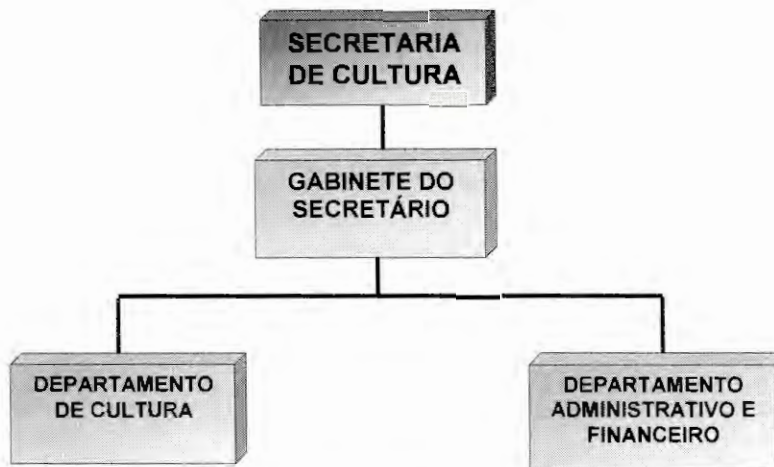 SECRETARIA
DE CULTURA
GABINETE DO
SECRETÁRIO
DEPARTAMENTO
DE CULTURA
DEPARTAMENTO
ADMINISTRATIVO E
FINANCEIRO